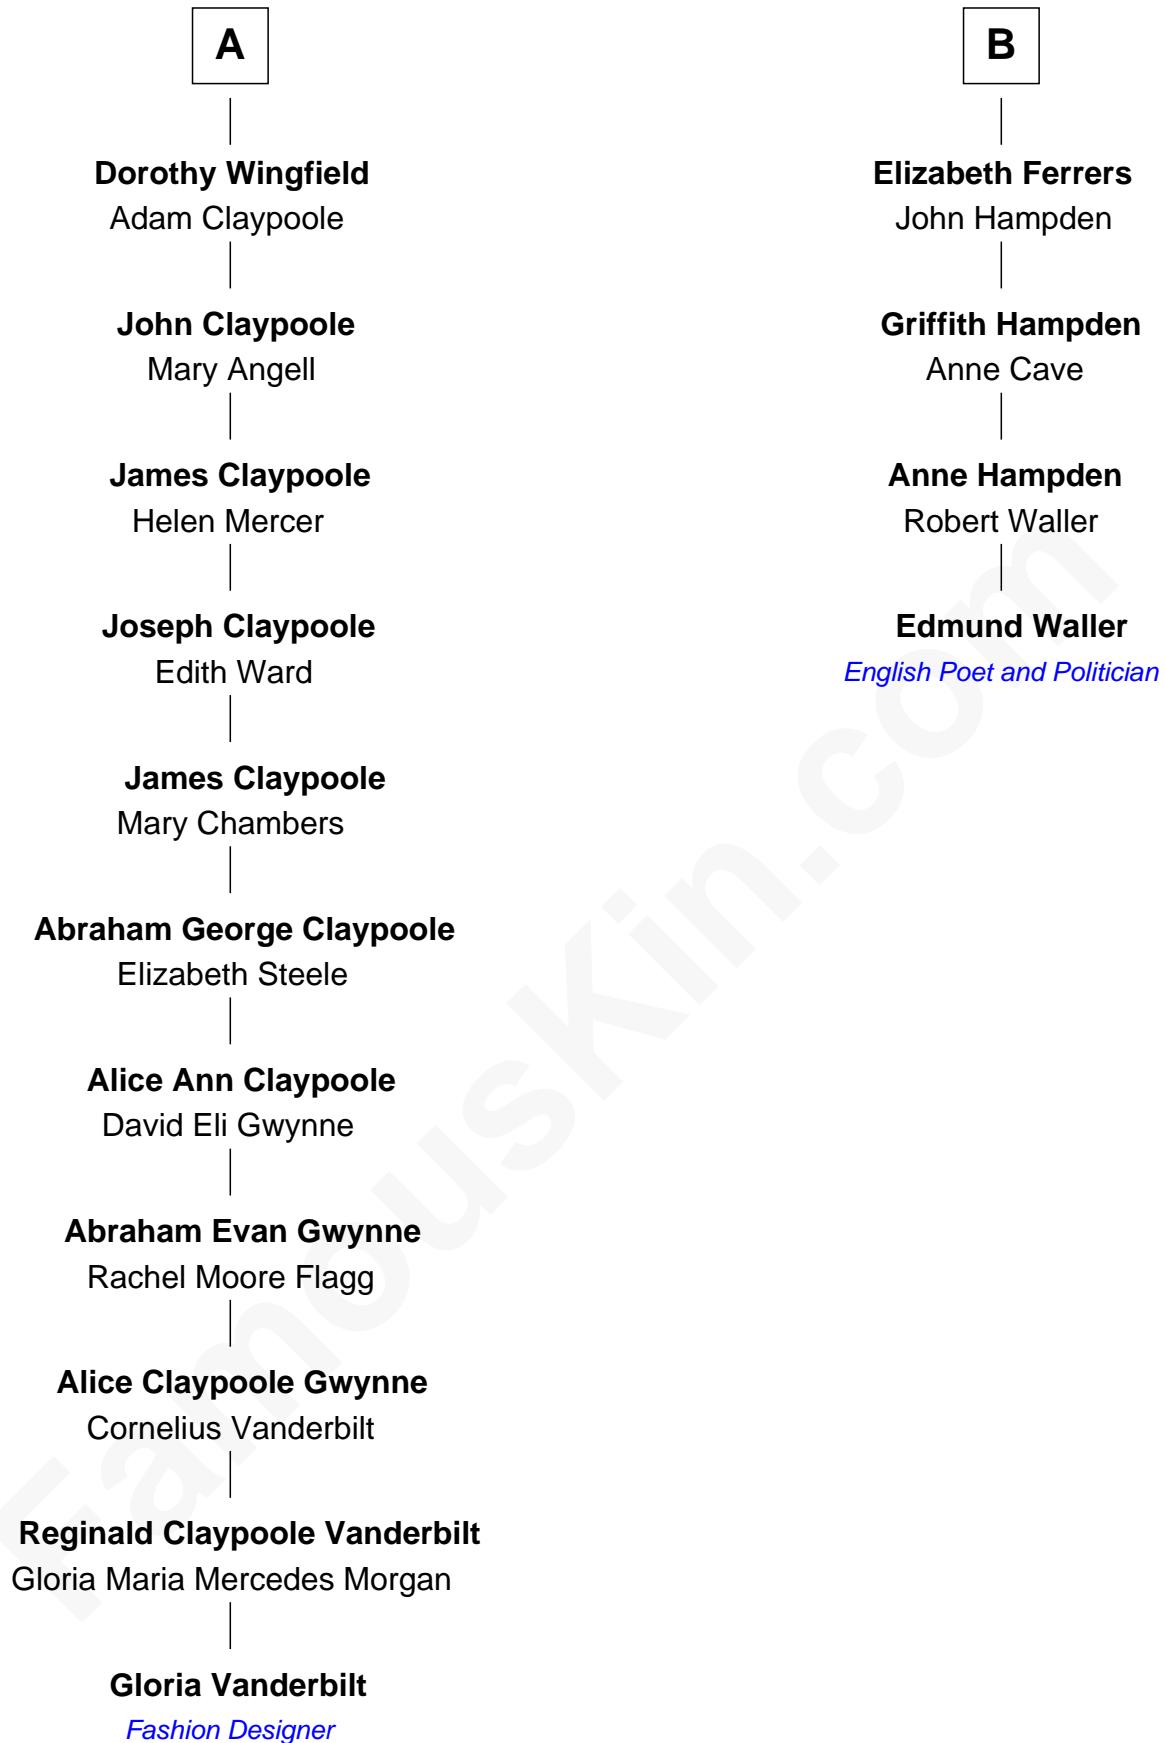 A
Dorothy Wingfield
Adam Claypoole
John Claypoole
Mary Angell
James Claypoole
Helen Mercer
Joseph Claypoole
Edith Ward
James Claypoole
Mary Chambers
Abraham George Claypoole
Elizabeth Steele
Alice Ann Claypoole
David Eli Gwynne
Abraham Evan Gwynne
Rachel Moore Flagg
Alice Claypoole Gwynne
Cornelius Vanderbilt
Reginald Claypoole Vanderbilt
Gloria Maria Mercedes Morgan
Gloria Vanderbilt
Fashion Designer
B
Elizabeth Ferrers
John Hampden
Griffith Hampden
Anne Cave
Anne Hampden
Robert Waller
Edmund Waller
English Poet and Politician
FamousKin.com